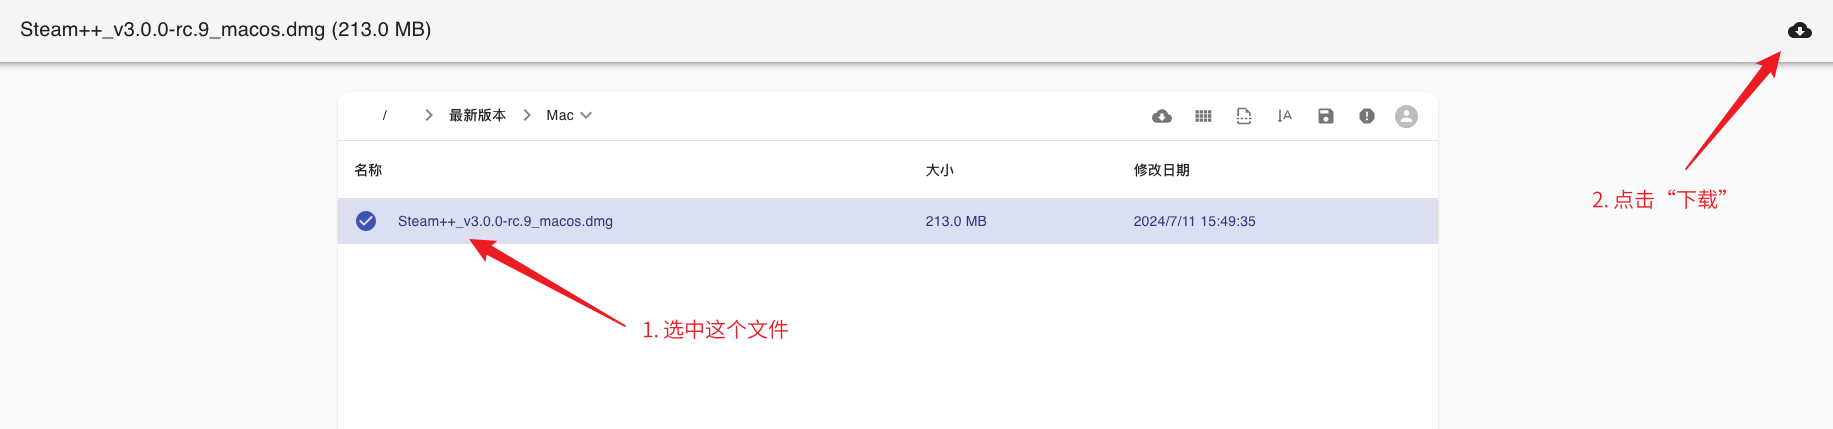 Steam++_v3.0.0-rc.9_macos.dmg (213.0 MB)
/ 最新版本 Mac
名称 大小 修改日期
Steam++_v3.0.0-rc.9_macos.dmg 213.0 MB 2024/7/11 15:49:35
2. 点击“下载”
1. 选中这个文件